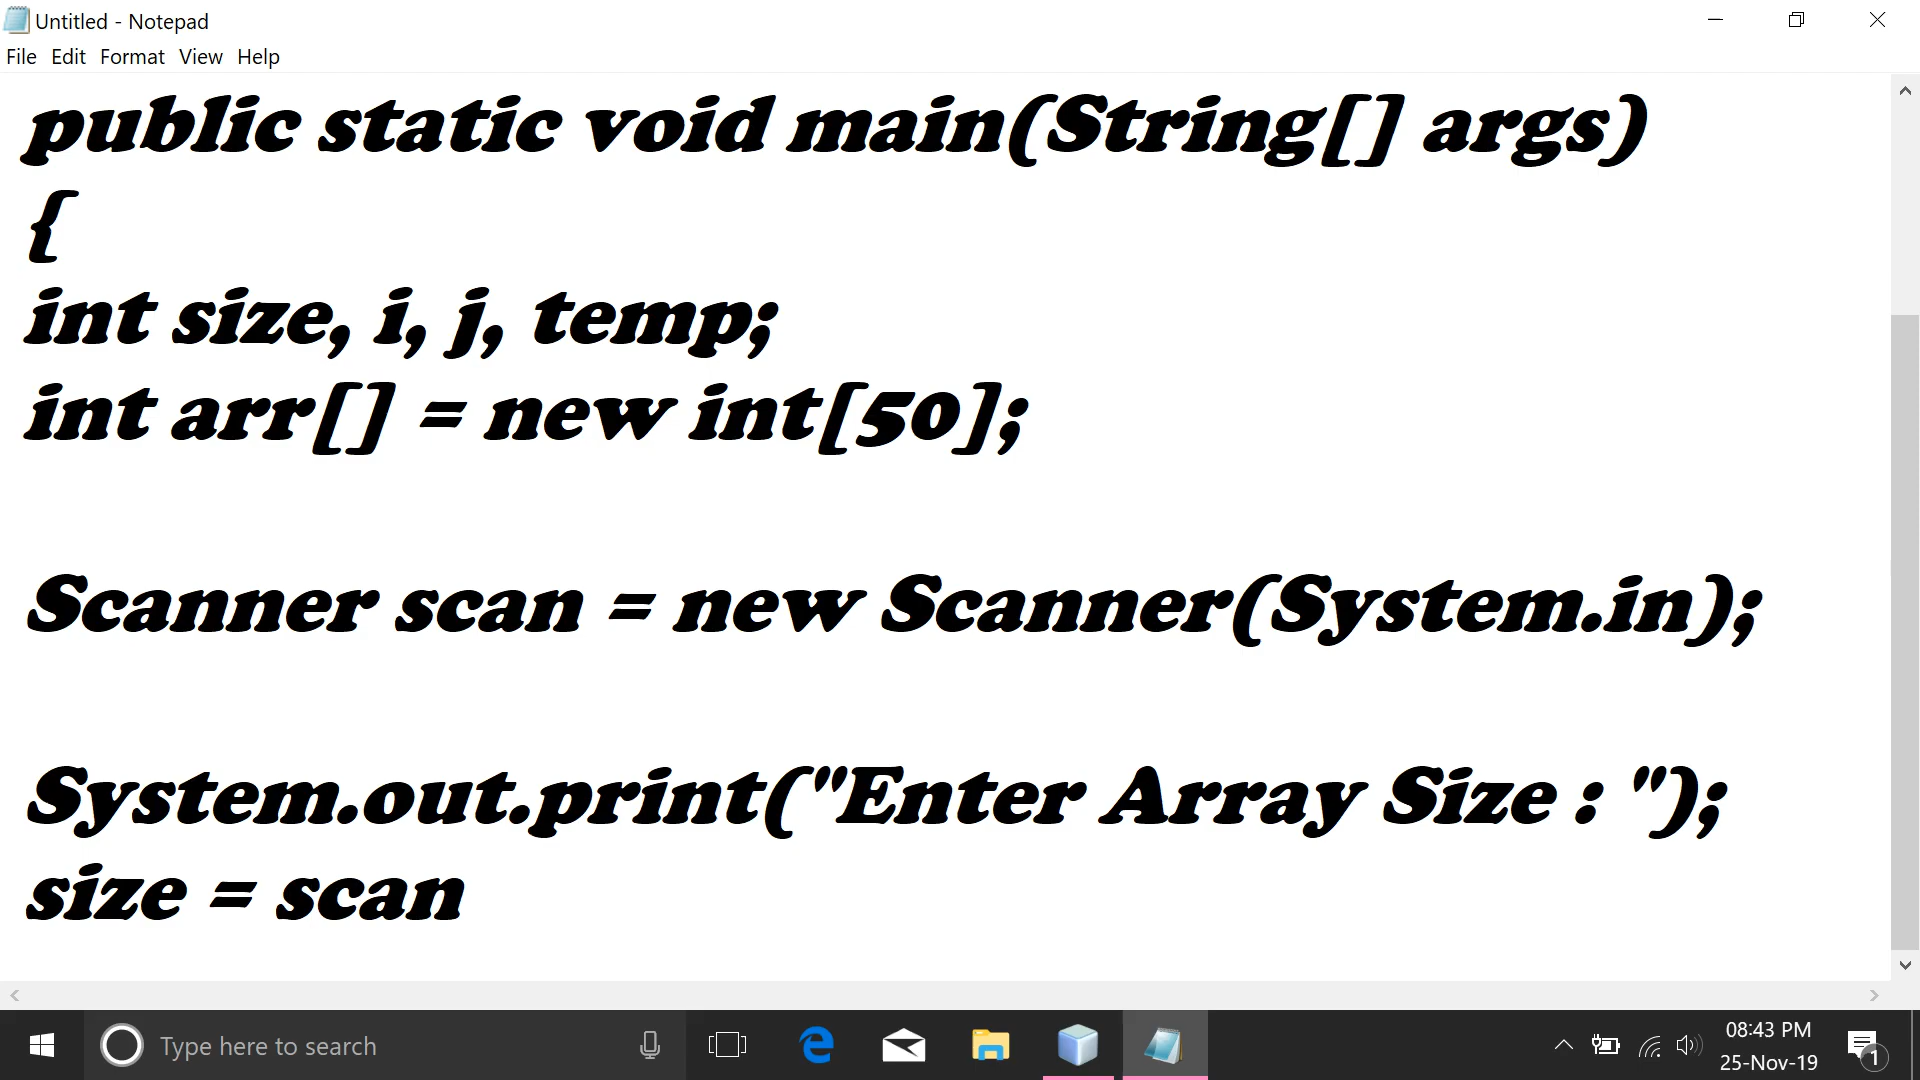 Untitled - Notepad
File Edit Format View Help
public static void main(String[] args)
{
int size, i, j, temp;
int arr[] = new int[50];
Scanner scan = new Scanner(System.in);
System.out.print("Enter Array Size : ");
size = scan
Type here to search
08:43 PM
25-Nov-19
1